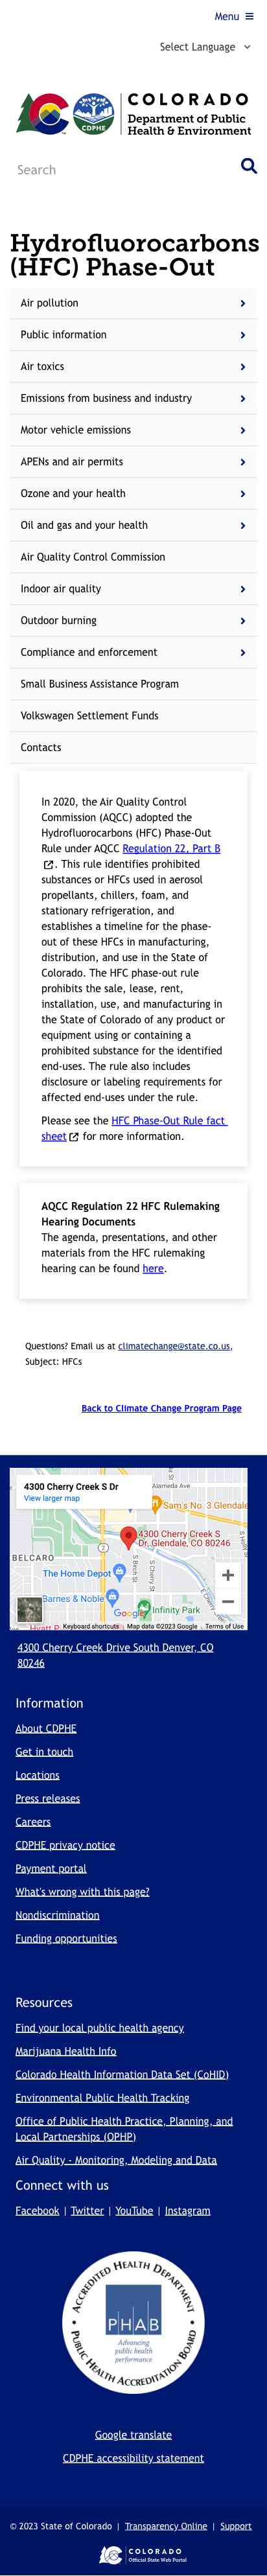 Menu
Select Language
CDPHE
COLORADO
Department of Public
Health & Environment
Search
Hydrofluorocarbons
(HFC) Phase-Out
Air pollution
Public information
Air toxics
Emissions from business and industry
Motor vehicle emissions
APENs and air permits
Ozone and your health
Oil and gas and your health
Air Quality Control Commission
Indoor air quality
Outdoor burning
Compliance and enforcement
Small Business Assistance Program
Volkswagen Settlement Funds
Contacts
In 2020, the Air Quality Control
Commission (AQCC) adopted the
Hydrofluorocarbons (HFC) Phase-Out
Rule under AQCC Regulation 22, Part B
. This rule identifies prohibited
substances or HFCs used in aerosol
propellants, chillers, foam, and
stationary refrigeration, and
establishes a timeline for the phase-
out of these HFCs in manufacturing,
distribution, and use in the State of
Colorado. The HFC phase-out rule
prohibits the sale, lease, rent,
installation, use, and manufacturing in
the State of Colorado of any product or
equipment using or containing a
prohibited substance for the identified
end-uses. The rule also includes
disclosure or labeling requirements for
affected end-uses under the rule.
Please see the HFC Phase-Out Rule fact
sheet for more information.
AQCC Regulation 22 HFC Rulemaking
Hearing Documents
The agenda, presentations, and other
materials from the HFC rulemaking
hearing can be found here.
Questions? Email us at climatechange@state.co.us,
Subject: HFCs
Back to Climate Change Program Page
4300 Cherry Creek S Dr
View larger map
Alameda Ave
Sam's No. 3 Glendale
4300 Cherry Creek S
Dr, Glendale, CO 80246
BELCARO
2
S Birch St
The Home Depot
Barnes & Noble
Google
Infinity Park
Hyatt P
Keyboard shortcuts
Map data ©2023 Google
Terms of Use
4300 Cherry Creek Drive South Denver, CO
80246
Information
About CDPHE
Get in touch
Locations
Press releases
Careers
CDPHE privacy notice
Payment portal
What's wrong with this page?
Nondiscrimination
Funding opportunities
Resources
Find your local public health agency
Marijuana Health Info
Colorado Health Information Data Set (CoHID)
Environmental Public Health Tracking
Office of Public Health Practice, Planning, and
Local Partnerships (OPHP)
Air Quality - Monitoring, Modeling and Data
Connect with us
Facebook | Twitter | YouTube | Instagram
ACCREDITED HEALTH DEPARTMENT
PHAB
Advancing
public health
performance
PUBLIC HEALTH ACCREDITATION BOARD
Google translate
CDPHE accessibility statement
© 2023 State of Colorado | Transparency Online | Support
COLORADO
Official State Web Portal